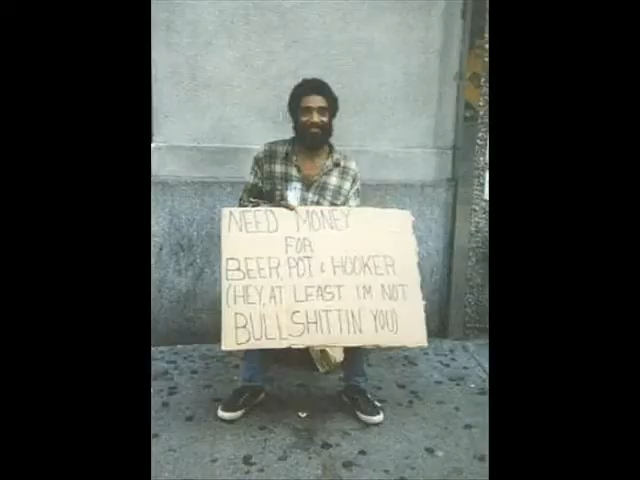 NEED MONEY
FOR
BEER, POT & HOOKER
(HEY, AT LEAST I'M NOT
BULLSHITTIN' YOU)